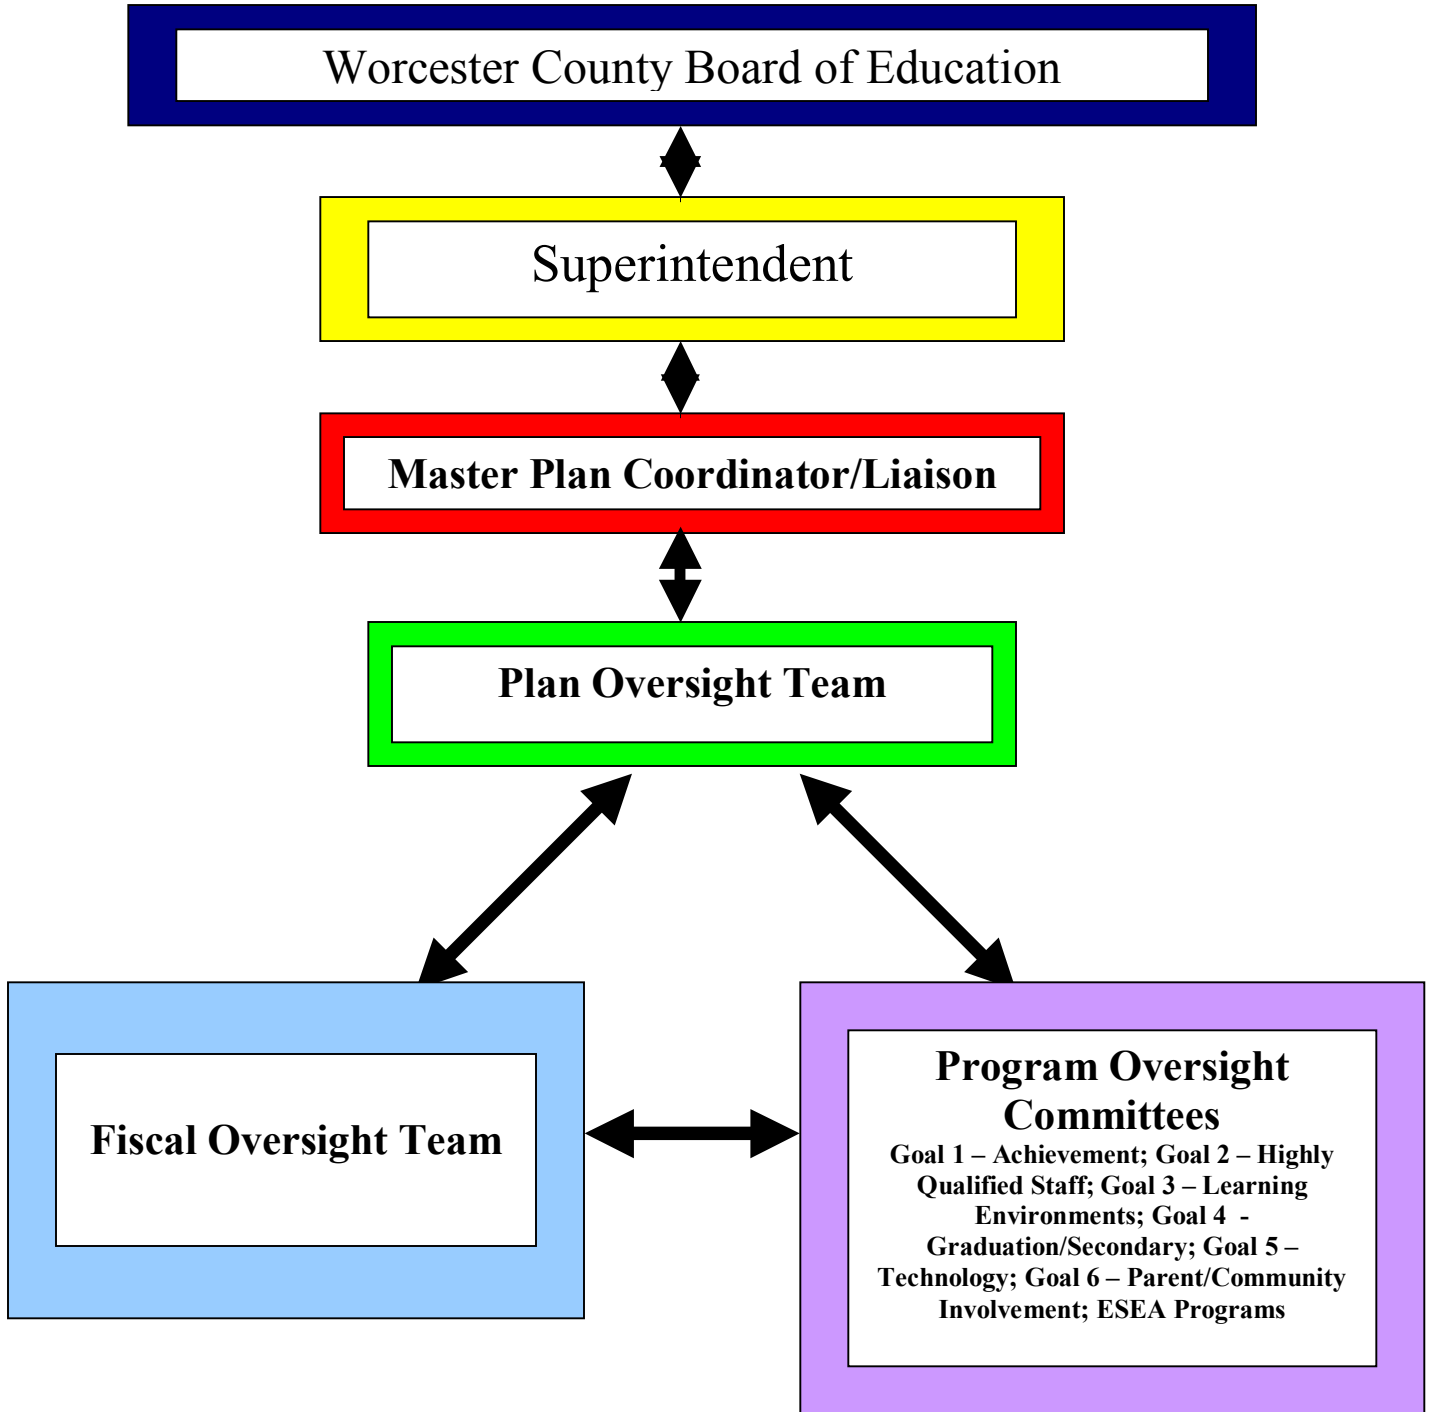 Worcester County Board of Education
Superintendent
Master Plan Coordinator/Liaison
Plan Oversight Team
Fiscal Oversight Team
Program Oversight
Committees
Goal 1 – Achievement; Goal 2 – Highly
Qualified Staff; Goal 3 – Learning
Environments; Goal 4  -
Graduation/Secondary; Goal 5 –
Technology; Goal 6 – Parent/Community
Involvement; ESEA Programs